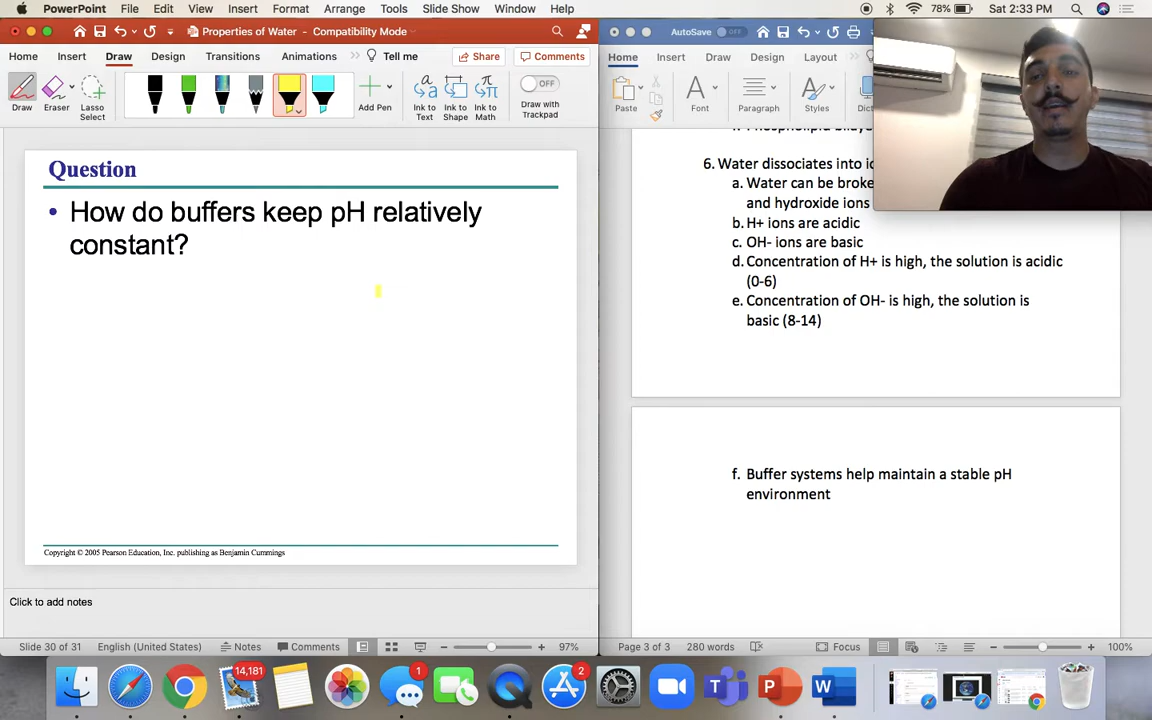 PowerPoint File Edit View Insert Format Arrange Tools Slide Show Window Help 78% Sat 2:33 PM
Properties of Water - Compatibility Mode
Home Insert Draw Design Transitions Animations Tell me Share Comments
Draw
Eraser
Lasso Select
Add Pen
Ink to Text
Ink to Shape
Ink to Math
OFF
Draw with Trackpad
Question
• How do buffers keep pH relatively
constant?
Copyright © 2005 Pearson Education, Inc. publishing as Benjamin Cummings
Click to add notes
Slide 30 of 31 English (United States) Notes Comments 97%
AutoSave OFF
Home Insert Draw Design Layout
Paste
Font
Paragraph
Styles
6. Water dissociates into
a. Water can be broke
and hydroxide ions
b. H+ ions are acidic
c. OH- ions are basic
d. Concentration of H+ is high, the solution is acidic
(0-6)
e. Concentration of OH- is high, the solution is
basic (8-14)
f. Buffer systems help maintain a stable pH
environment
Page 3 of 3 280 words Focus 100%
14,181
1
2